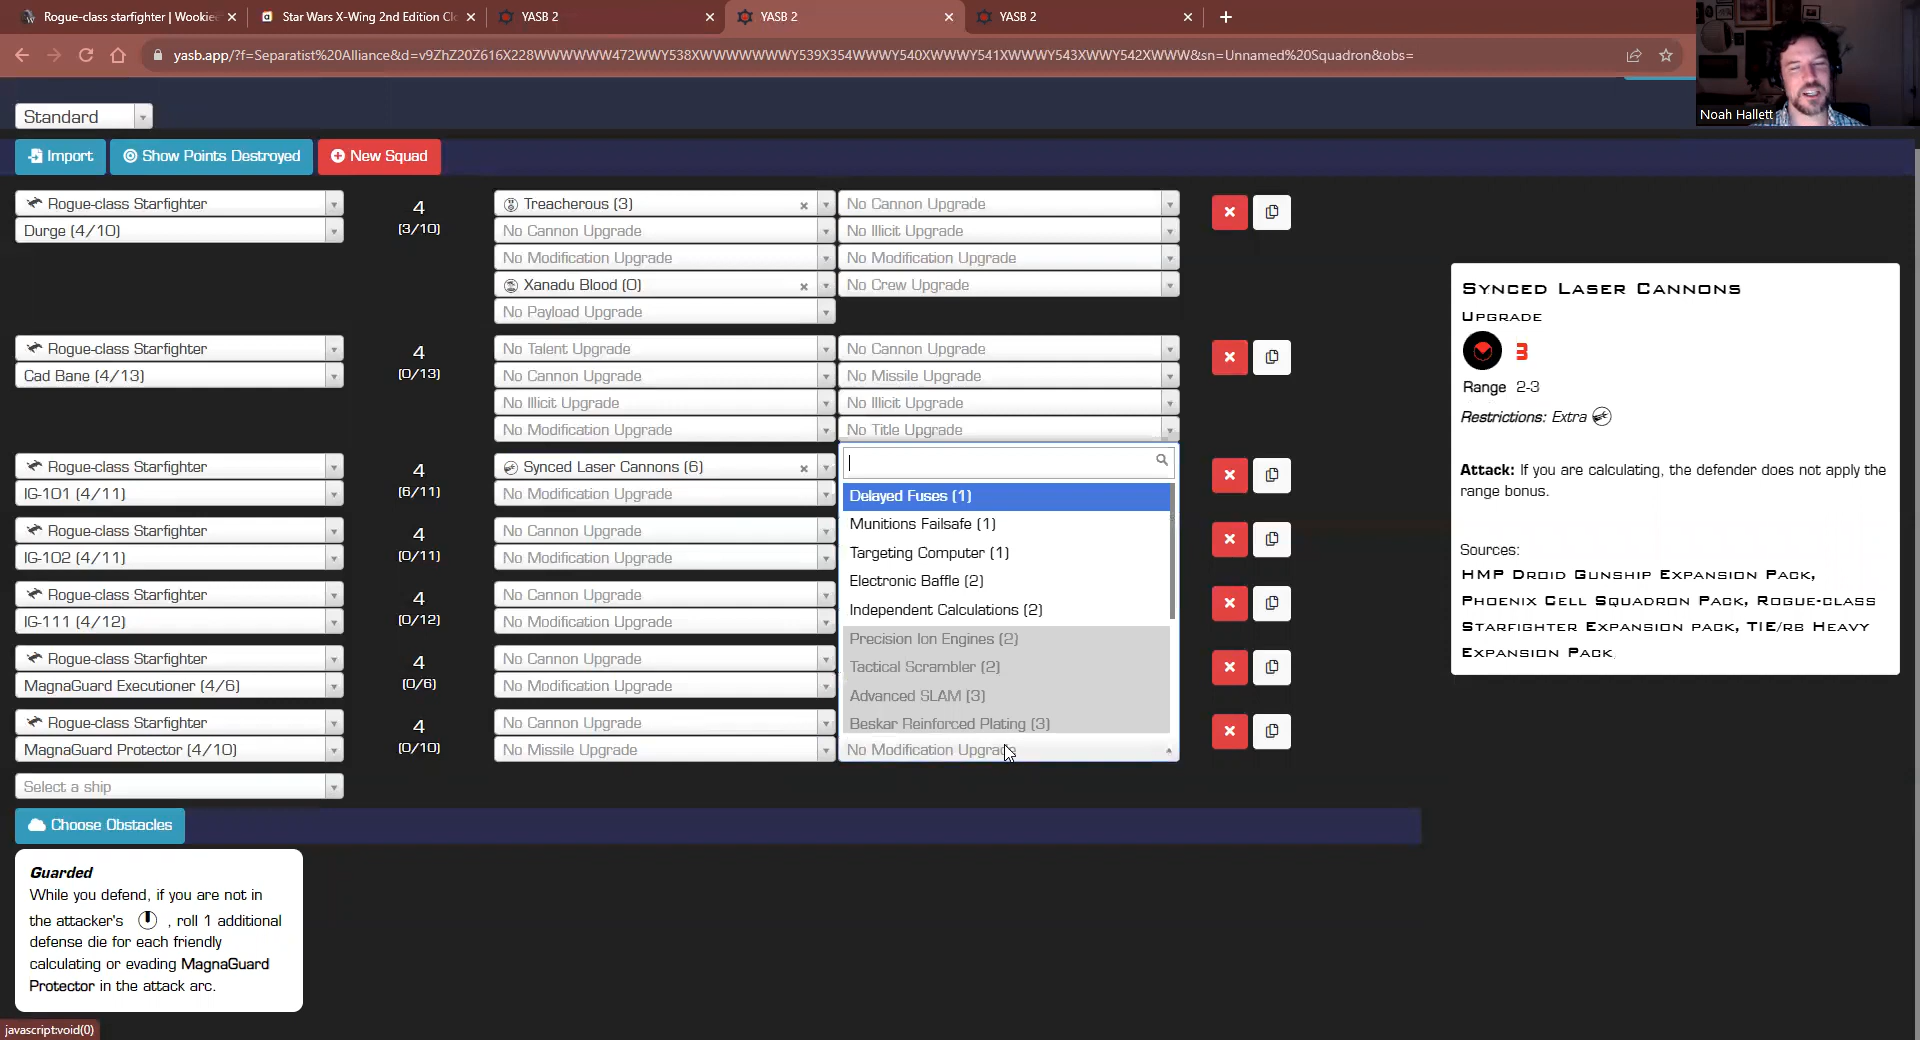 Rogue-class starfighter | Wookie
Star Wars X-Wing 2nd Edition Cl
YASB 2
YASB 2
YASB 2
yasb.app/?f=Separatist%20Alliance&d=v9ZhZ20Z616X228WWWWWW472WWY538XWWWWWWWY539X354WWWY540XWWWY541XWWWY543XWWY542XWWW&sn=Unnamed%20Squadron&obs=
Noah Hallett
Standard
Import
Show Points Destroyed
New Squad
Rogue-class Starfighter
Durge (4/10)
4
(3/10)
Treacherous (3)
No Cannon Upgrade
No Cannon Upgrade
No Illicit Upgrade
No Modification Upgrade
No Modification Upgrade
Xanadu Blood (0)
No Crew Upgrade
No Payload Upgrade
Rogue-class Starfighter
Cad Bane (4/13)
4
(0/13)
No Talent Upgrade
No Cannon Upgrade
No Cannon Upgrade
No Missile Upgrade
No Illicit Upgrade
No Illicit Upgrade
No Modification Upgrade
No Title Upgrade
Rogue-class Starfighter
IG-101 (4/11)
4
(6/11)
Synced Laser Cannons (6)
No Modification Upgrade
Rogue-class Starfighter
IG-102 (4/11)
4
(0/11)
No Cannon Upgrade
No Modification Upgrade
Rogue-class Starfighter
IG-111 (4/12)
4
(0/12)
No Cannon Upgrade
No Modification Upgrade
Rogue-class Starfighter
MagnaGuard Executioner (4/6)
4
(0/6)
No Cannon Upgrade
No Modification Upgrade
Rogue-class Starfighter
MagnaGuard Protector (4/10)
4
(0/10)
No Cannon Upgrade
No Missile Upgrade
Delayed Fuses (1)
Munitions Failsafe (1)
Targeting Computer (1)
Electronic Baffle (2)
Independent Calculations (2)
Precision Ion Engines (2)
Tactical Scrambler (2)
Advanced SLAM (3)
Beskar Reinforced Plating (3)
No Modification Upgrade
Select a ship
Choose Obstacles
Guarded
While you defend, if you are not in
the attacker's , roll 1 additional
defense die for each friendly
calculating or evading MagnaGuard
Protector in the attack arc.
Synced Laser Cannons
Upgrade
3
Range 2-3
Restrictions: Extra
Attack: If you are calculating, the defender does not apply the
range bonus.
Sources:
HMP Droid Gunship Expansion Pack,
Phoenix Cell Squadron Pack, Rogue-class
Starfighter Expansion pack, TIE/rb Heavy
Expansion Pack
javascript:void(0)